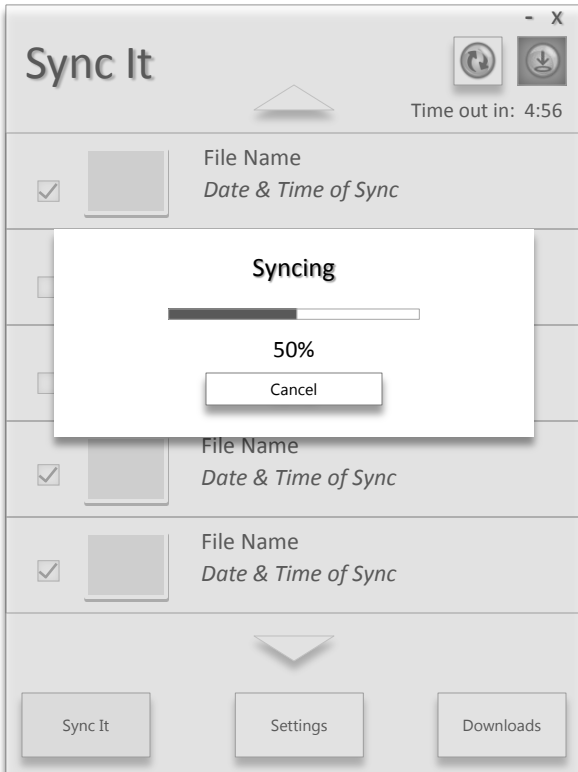 - X
Sync It
Time out in: 4:56
File Name
Date & Time of Sync
Syncing
50%
Cancel
File Name
Date & Time of Sync
File Name
Date & Time of Sync
Sync It
Settings
Downloads